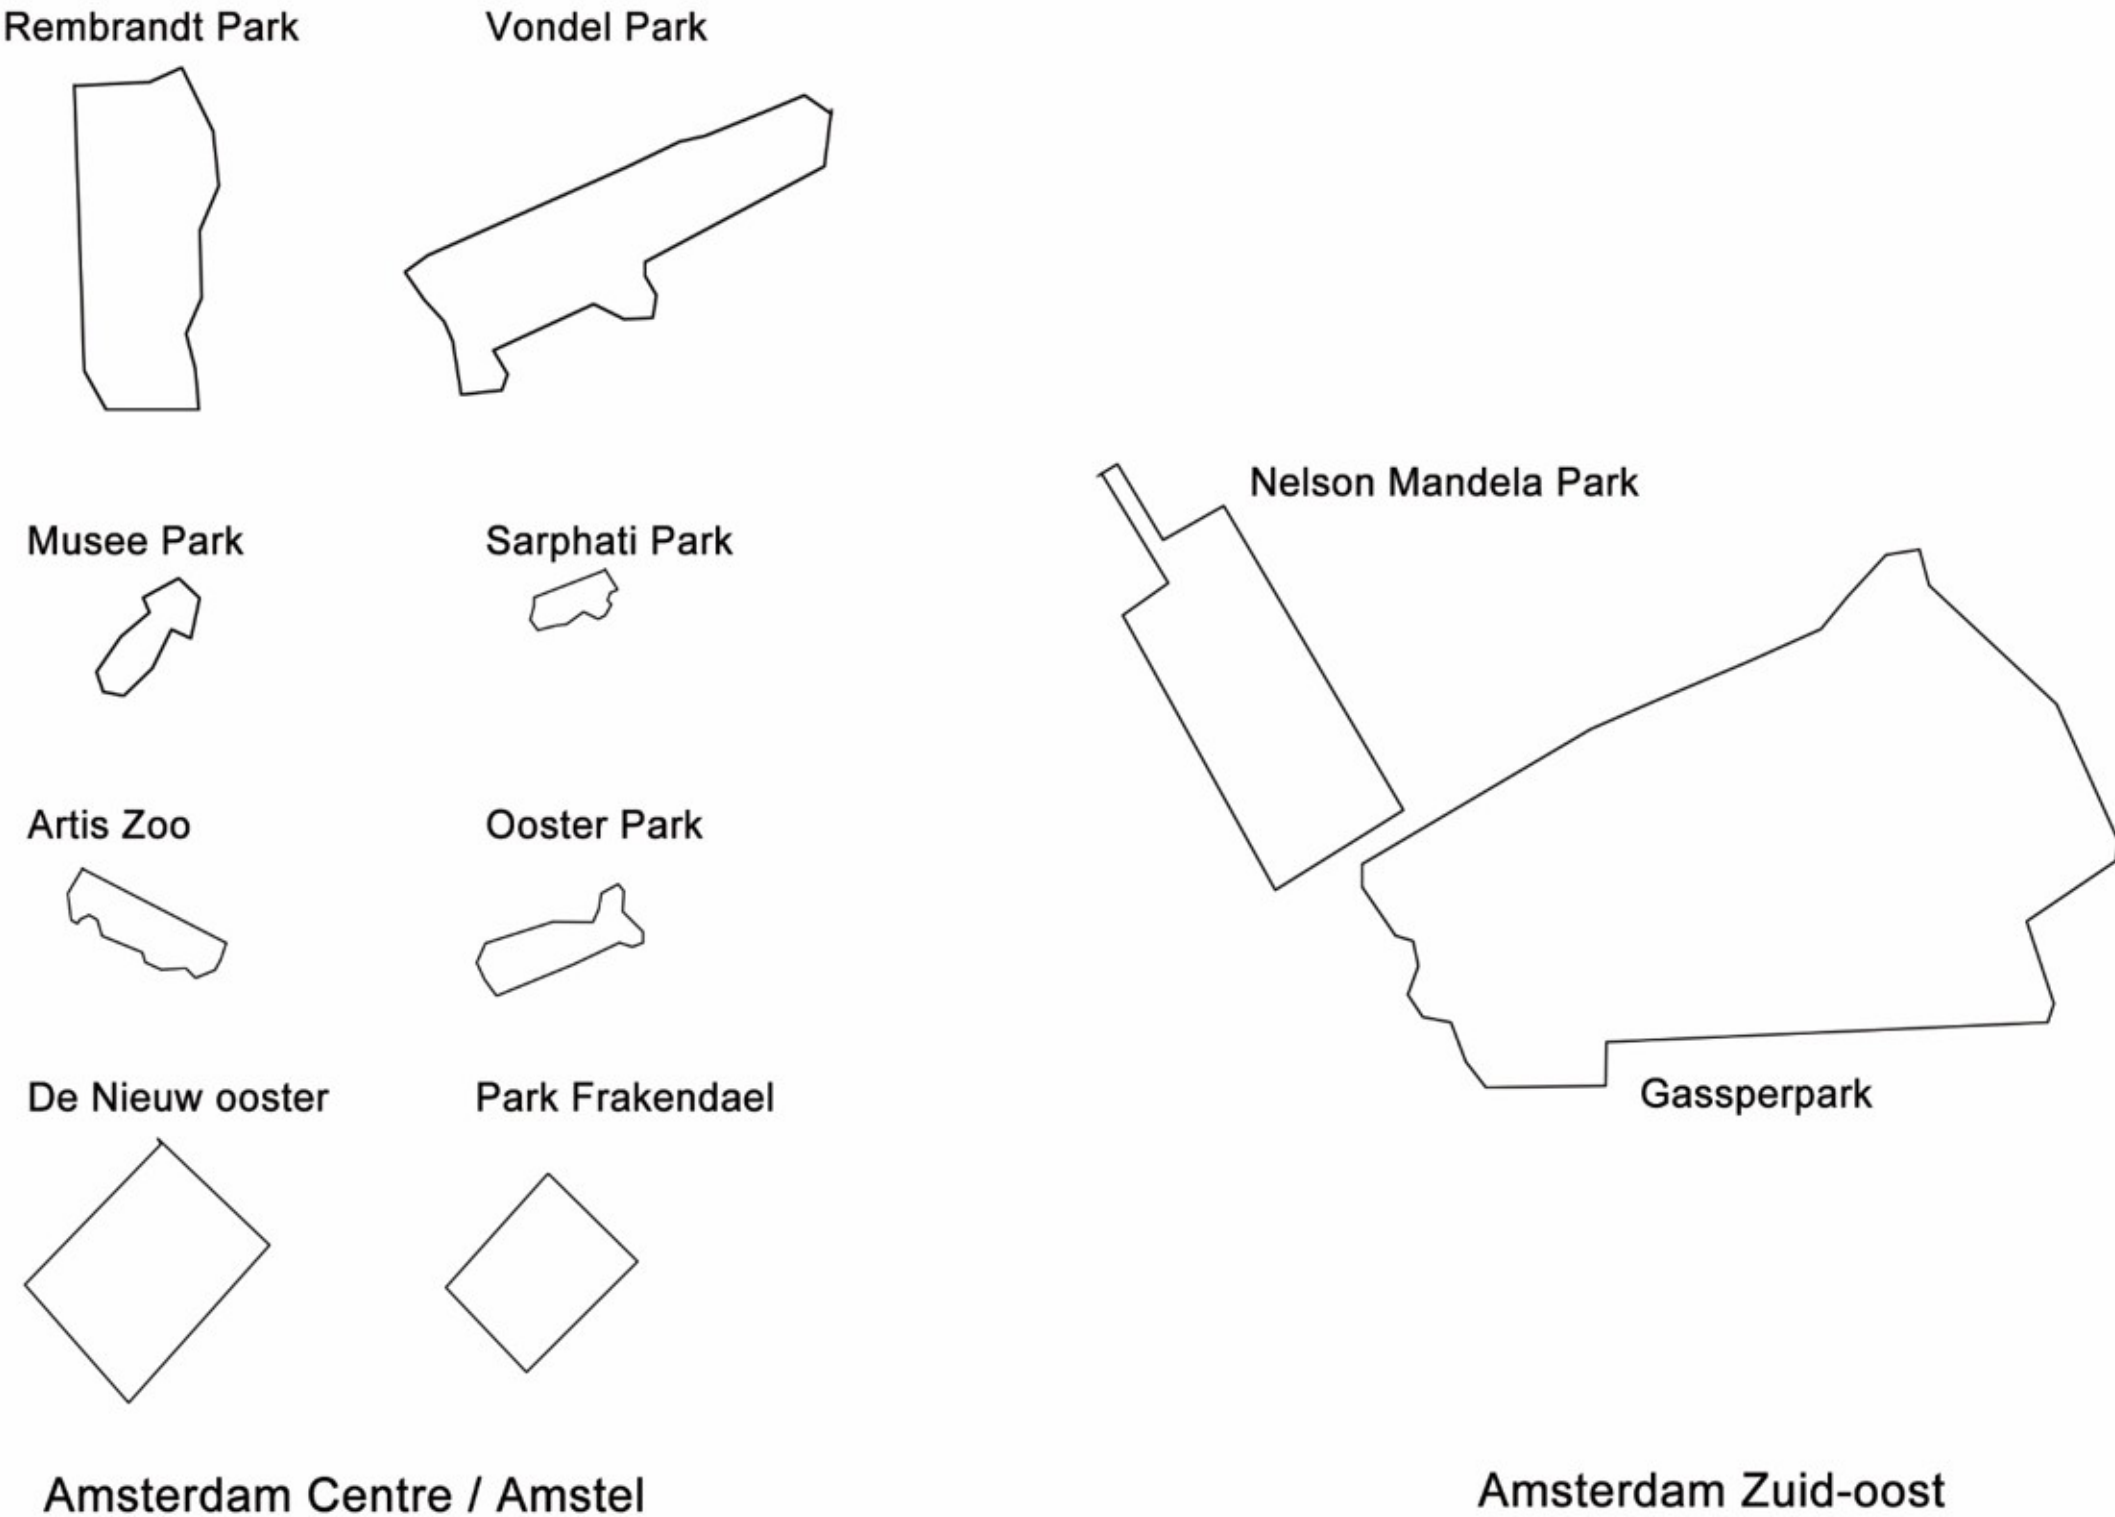 Rembrandt Park
Vondel Park
Nelson Mandela Park
Musee Park
Sarphati Park
Artis Zoo
Ooster Park
De Nieuw ooster
Park Frakendael
Gassperpark
Amsterdam Centre / Amstel
Amsterdam Zuid-oost